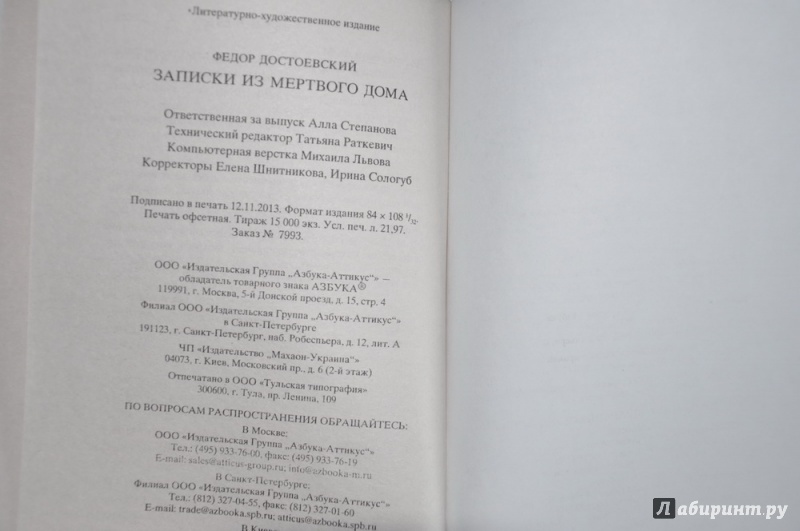 Литературно-художественное издание
ФЕДОР ДОСТОЕВСКИЙ
ЗАПИСКИ ИЗ МЕРТВОГО ДОМА
Ответственная за выпуск Алла Степанова
Технический редактор Татьяна Раткевич
Компьютерная верстка Михаила Львова
Корректоры Елена Шнитникова, Ирина Сологуб
Подписано в печать 12.11.2013. Формат издания 84 × 108 1/32.
Печать офсетная. Тираж 15 000 экз. Усл. печ. л. 21,97.
Заказ № 7993.
ООО «Издательская Группа „Азбука-Аттикус“» —
обладатель товарного знака АЗБУКА®
119991, г. Москва, 5-й Донской проезд, д. 15, стр. 4
Филиал ООО «Издательская Группа „Азбука-Аттикус“»
в Санкт-Петербурге
191123, г. Санкт-Петербург, наб. Робеспьера, д. 12, лит. А
ЧП «Издательство „Махаон-Украина“»
04073, г. Киев, Московский пр., д. 6 (2-й этаж)
Отпечатано в ООО «Тульская типография»
300600, г. Тула, пр. Ленина, 109
ПО ВОПРОСАМ РАСПРОСТРАНЕНИЯ ОБРАЩАЙТЕСЬ:
В Москве:
ООО «Издательская Группа „Азбука-Аттикус“»
Тел.: (495) 933-76-00, факс: (495) 933-76-19
E-mail: sales@atticus-group.ru; info@azbooka-m.ru
В Санкт-Петербурге:
Филиал ООО «Издательская Группа „Азбука-Аттикус“»
Тел.: (812) 327-04-55, факс: (812) 327-01-60
E-mail: trade@azbooka.spb.ru; atticus@azbooka.spb.ru
В Киеве
Лабиринт.ру